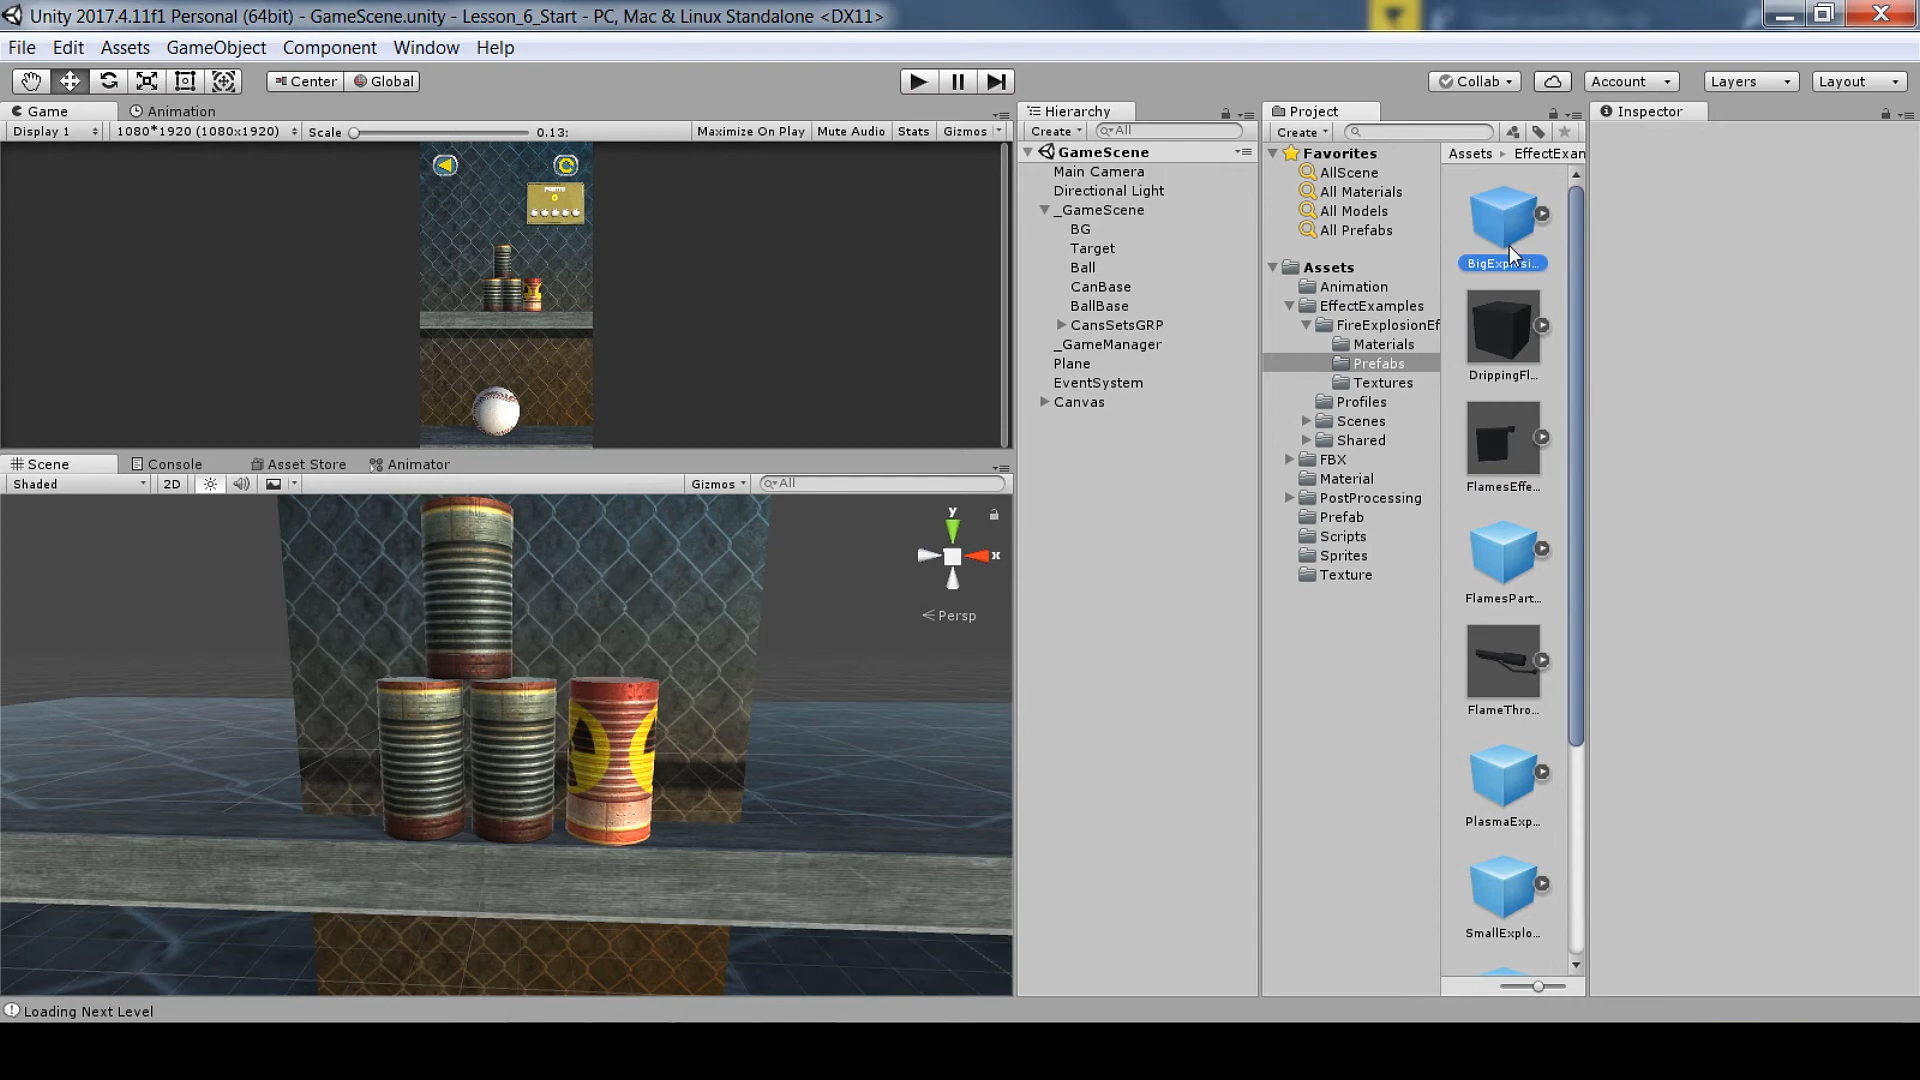 Unity 2017.4.11f1 Personal (64bit) - GameScene.unity - Lesson_6_Start - PC, Mac & Linux Standalone <DX11>
File Edit Assets GameObject Component Window Help
Center Global Collab Account Layers Layout
Game Animation
Display 1 1080*1920 (1080x1920) Scale 0.13: Maximize On Play Mute Audio Stats Gizmos
POINTS
0
Scene Console Asset Store Animator
Shaded 2D Gizmos All
y
x
Persp
Hierarchy
Create All
GameScene
Main Camera
Directional Light
_GameScene
BG
Target
Ball
CanBase
BallBase
CansSetsGRP
_GameManager
Plane
EventSystem
Canvas
Project
Create
Favorites
AllScene
All Materials
All Models
All Prefabs
Assets
Animation
EffectExamples
FireExplosionEf
Materials
Prefabs
Textures
Profiles
Scenes
Shared
FBX
Material
PostProcessing
Prefab
Scripts
Sprites
Texture
Assets EffectExan
BigExplosi...
DrippingFl...
FlamesEffe...
FlamesPart...
FlameThro...
PlasmaExp...
SmallExplo...
Inspector
Loading Next Level